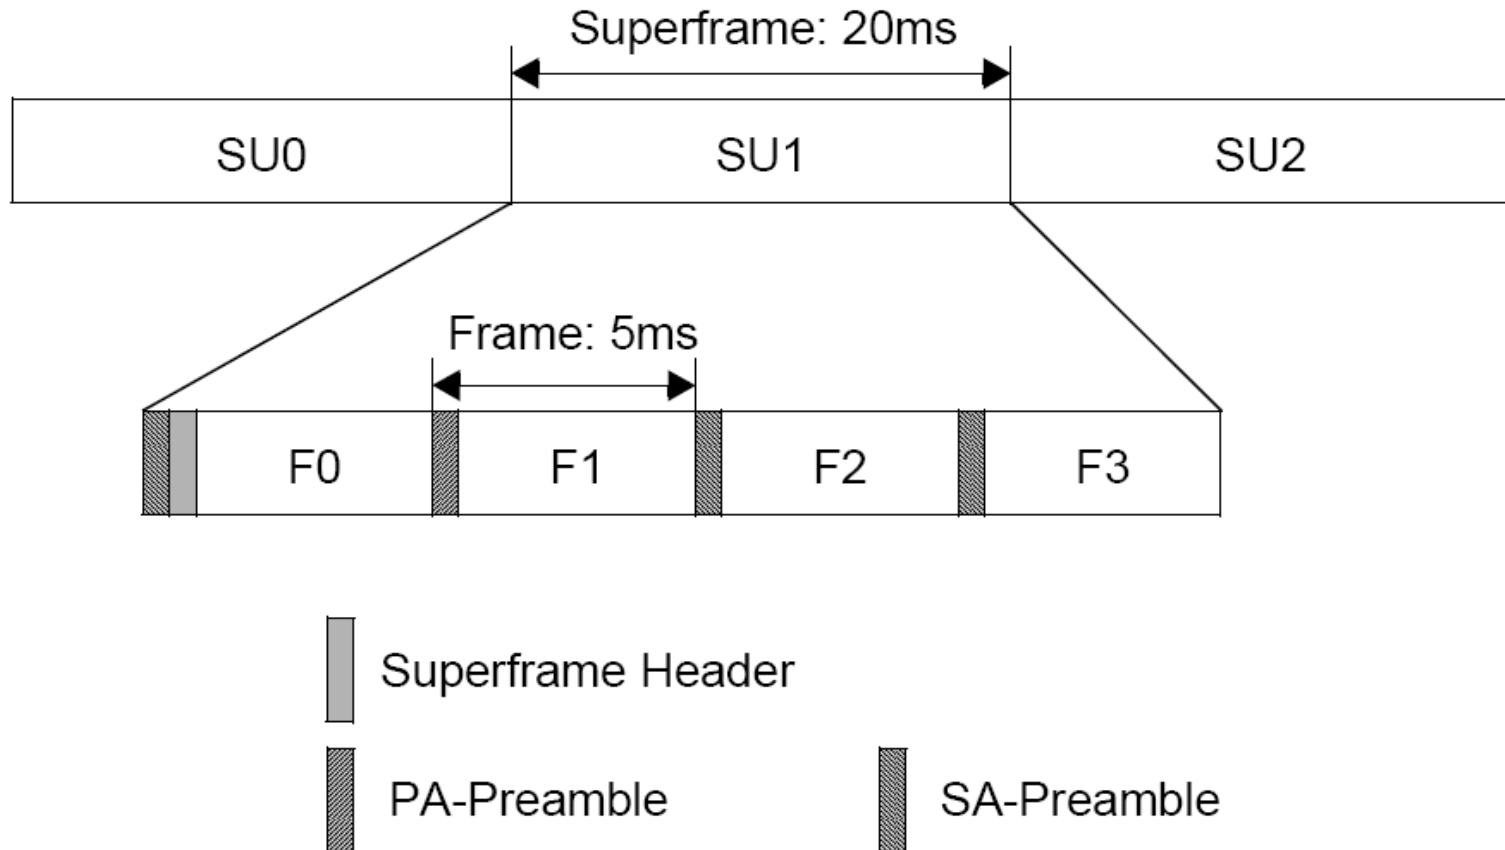 Superframe: 20ms
SU0 SU1 SU2
Frame: 5ms
F0 F1 F2 F3
Superframe Header
PA-Preamble SA-Preamble